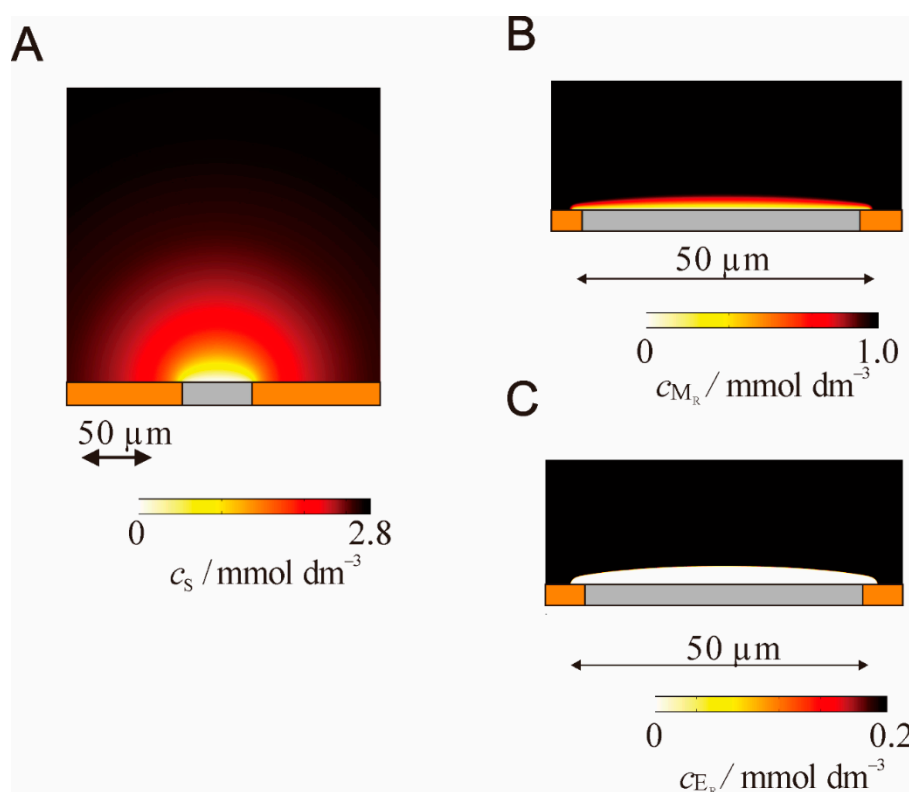 A
50 μm
0 2.8
c_S / mmol dm⁻³
B
50 μm
0 1.0
c_{M_R} / mmol dm⁻³
C
50 μm
0 0.2
c_{E_R} / mmol dm⁻³